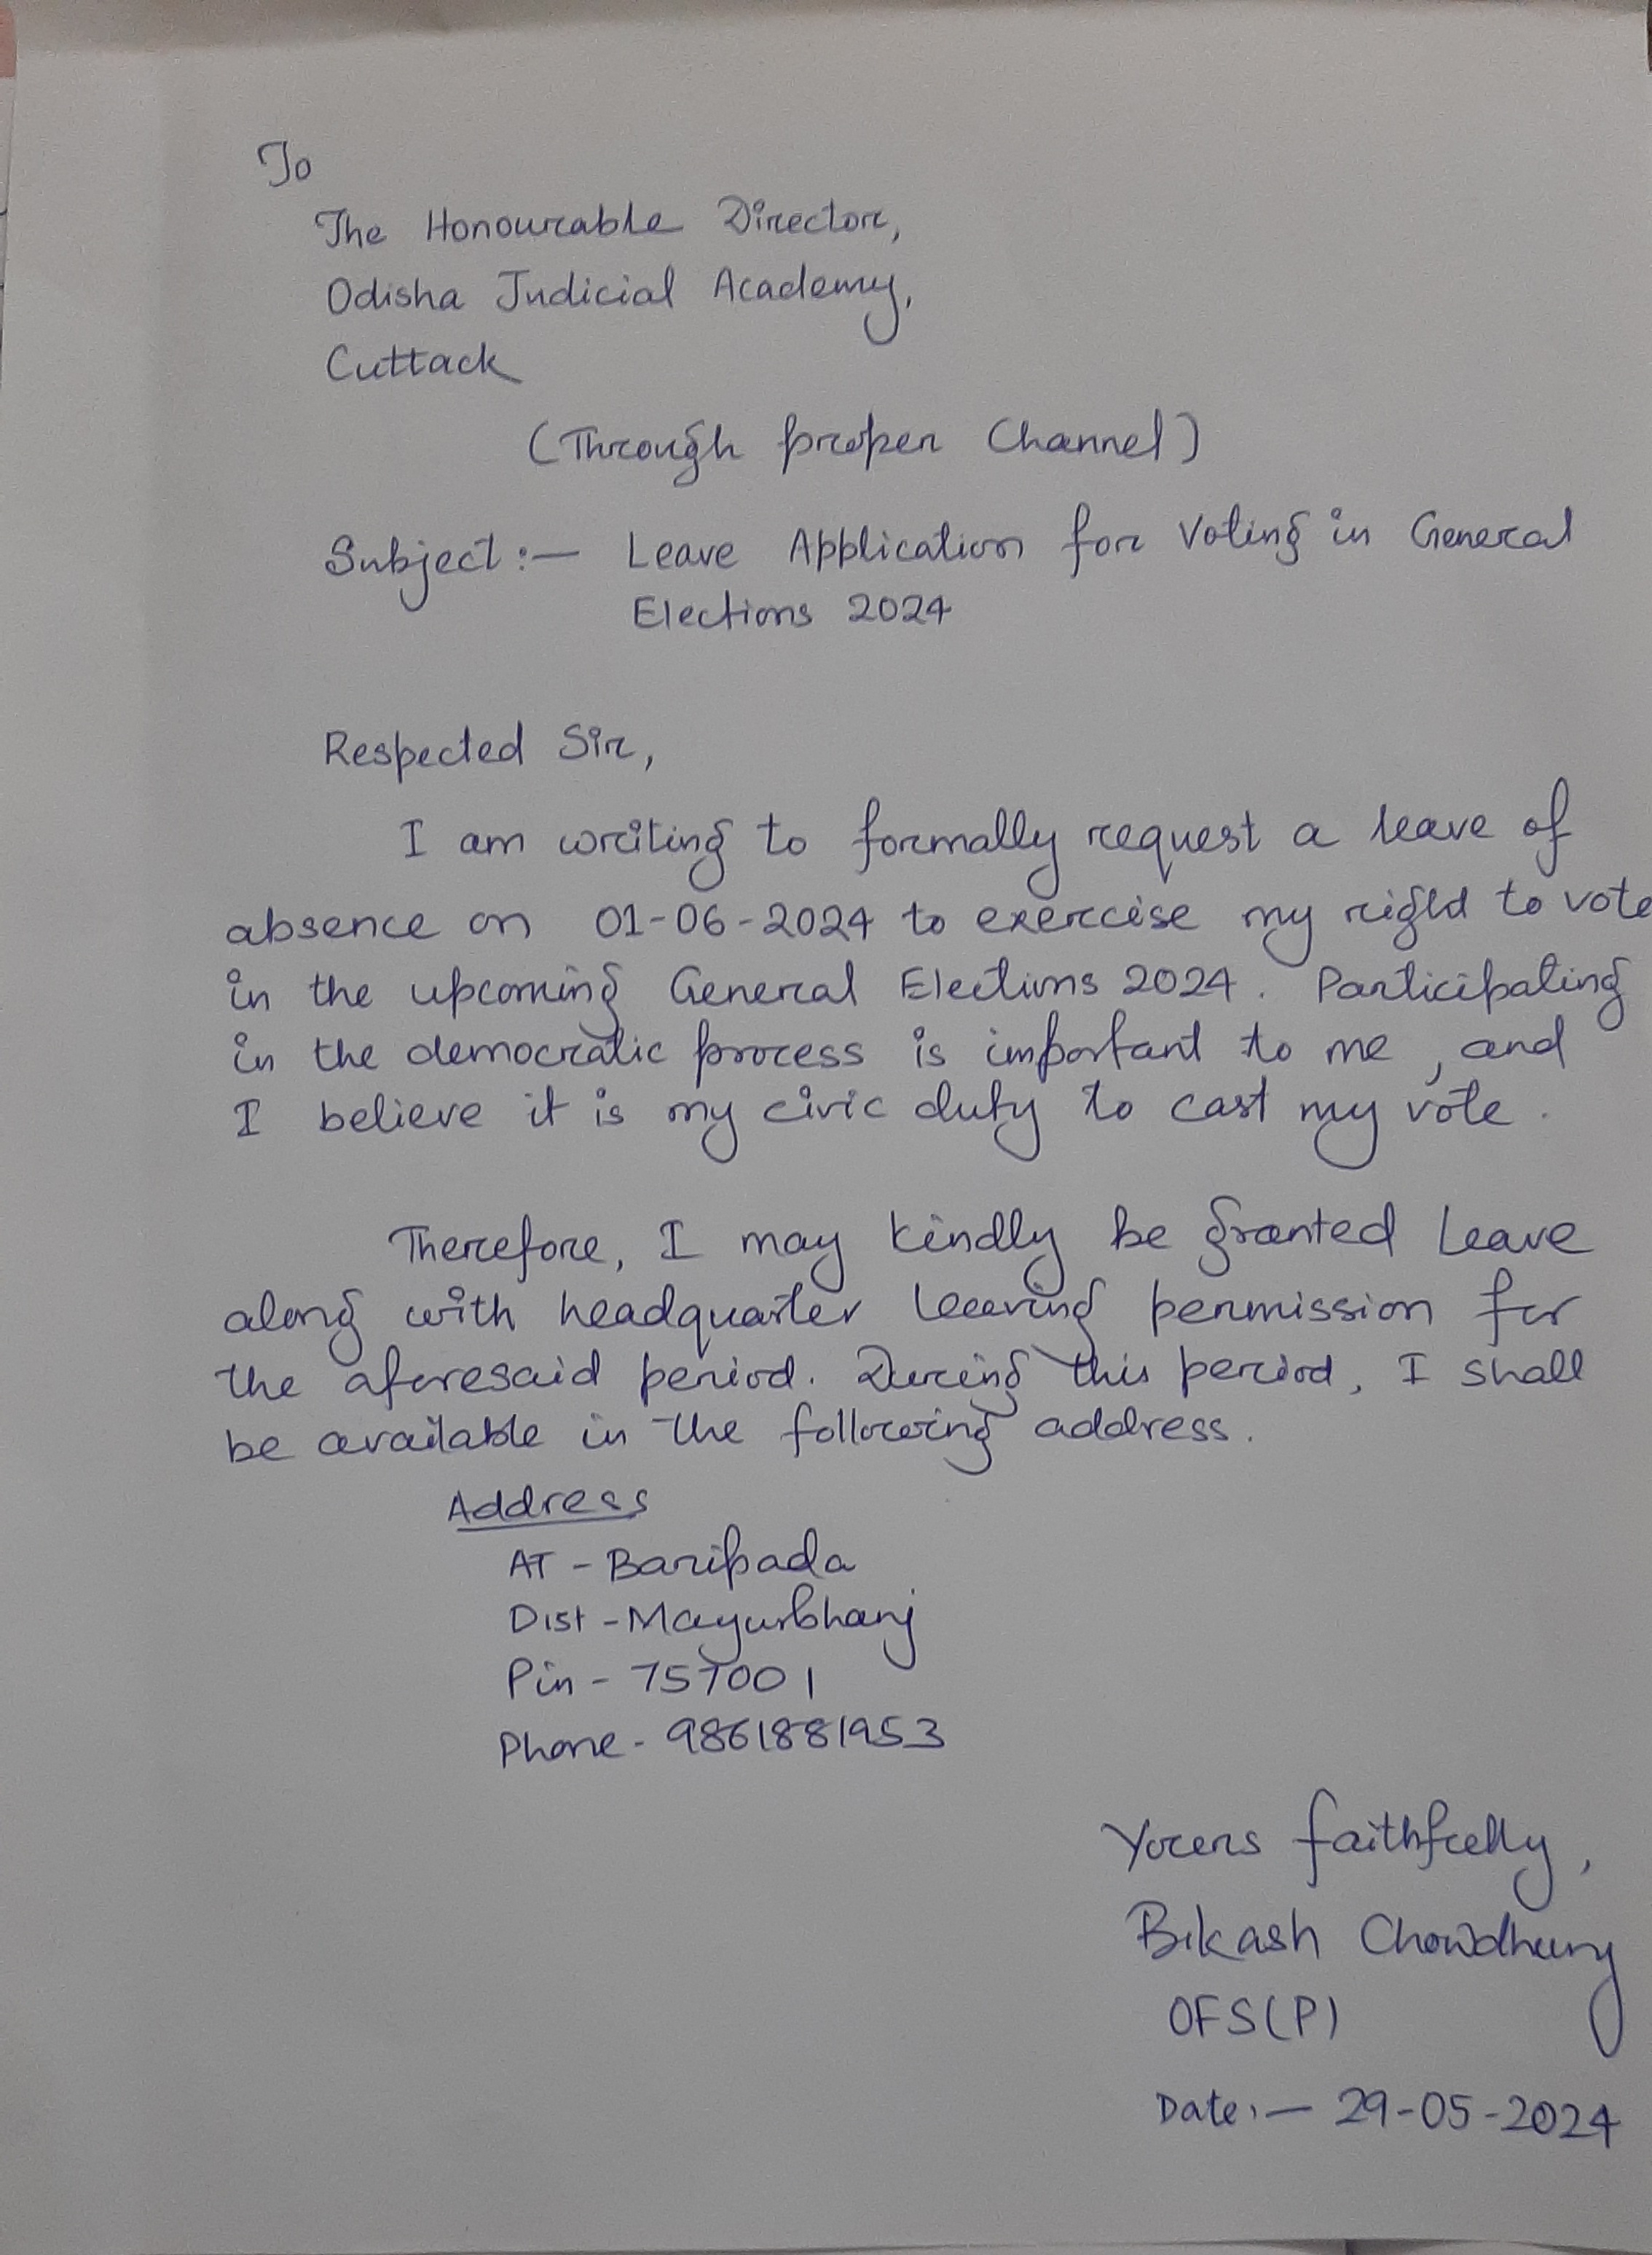 To
The Honourable Director,
Odisha Judicial Academy,
Cuttack
(Through proper Channel)
Subject:— Leave Application for Voting in General
Elections 2024
Respected Sir,
I am writing to formally request a leave of
absence on 01-06-2024 to exercise my right to vote
in the upcoming General Elections 2024. Participating
in the democratic process is important to me, and
I believe it is my civic duty to cast my vote.
Therefore, I may kindly be granted leave
along with headquarter leaving permission for
the aforesaid period. During this period, I shall
be available in the following address.
Address
AT - Baripada
Dist - Mayurbhanj
Pin - 757001
Phone - 9861881953
Yours faithfully,
Bikash Chowdhury
OFS(P)
Date:— 29-05-2024